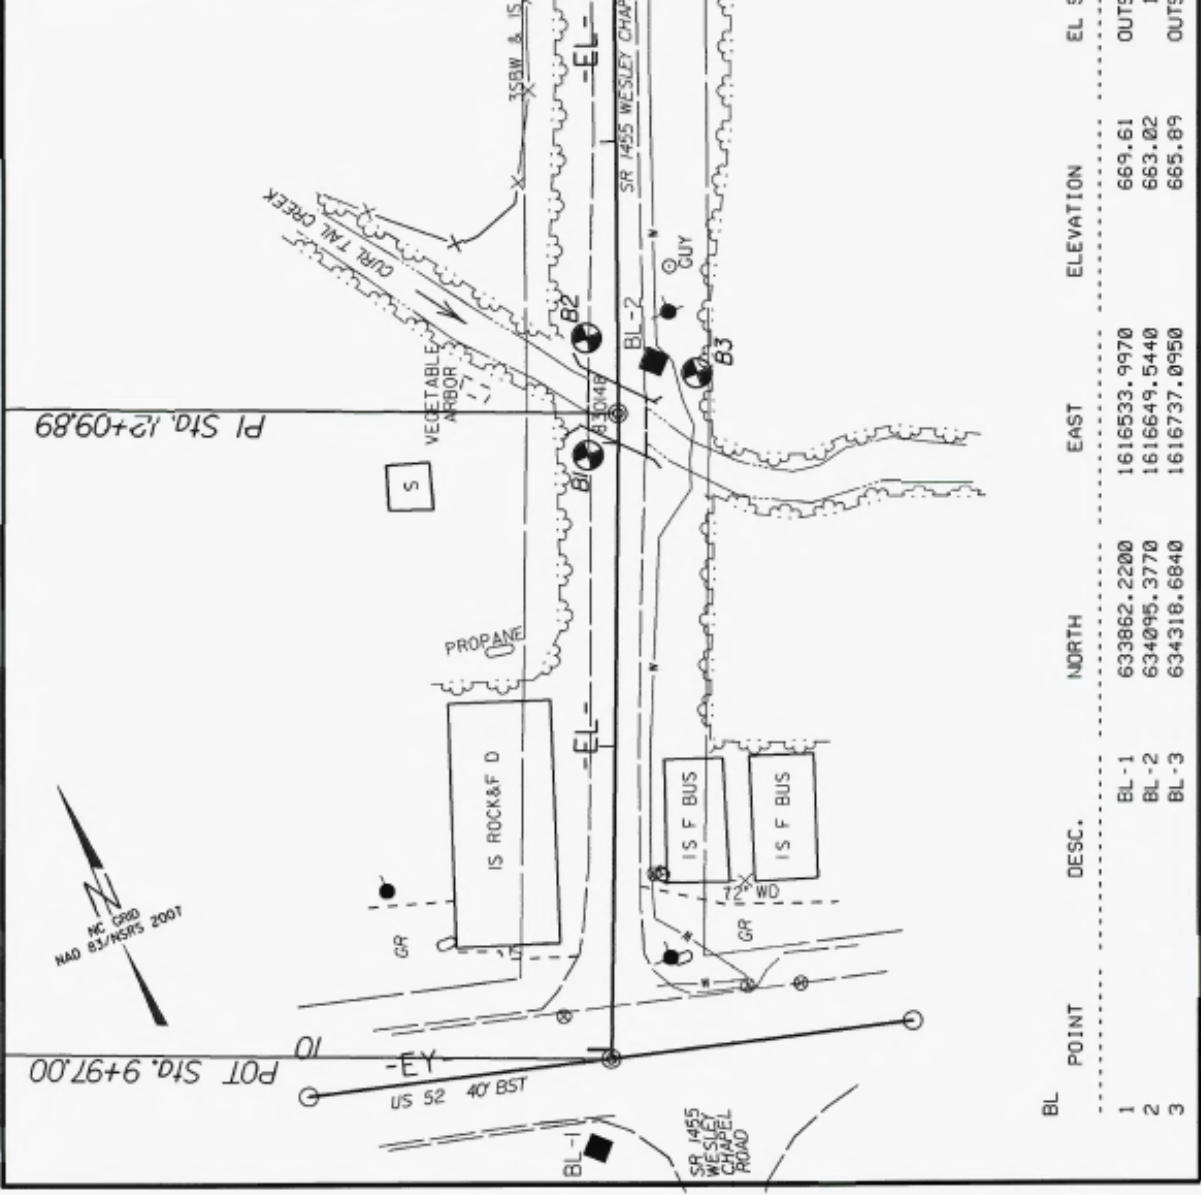 PI Sta. 12+09.89
POT Sta. 9+97.00
10
NC GRID
NAD 83/NSRS 2007
N
CURL TAIL CREEK
3SBW & 1S
-EL-
SR 1455 WESLEY CHAP
VEGETABLE
ARBOR
S
B2
BL-2
GUY
B3
B1
830148
PROPANE
-EL-
IS ROCK&F D
IS F BUS
IS F BUS
72" WD
GR
GR
W
W
W
W
-EY-
US 52 40' BST
BL-1
SR 1455
WESLEY
CHAPEL
ROAD
BL
POINT DESC. NORTH EAST ELEVATION EL S
1 BL-1 633862.2200 1616533.9970 669.61 OUTS
2 BL-2 634095.3770 1616649.5440 663.02 1
3 BL-3 634318.6840 1616737.0950 665.89 OUTS